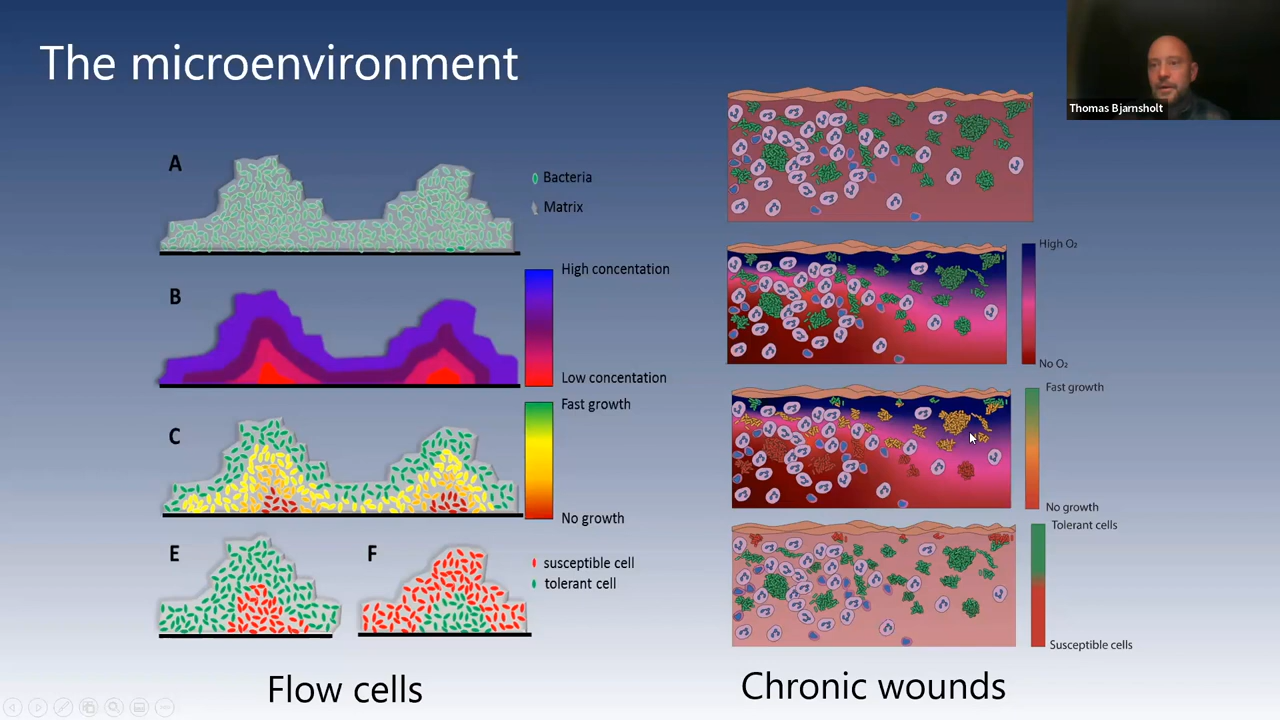 The microenvironment
Thomas Bjarnsholt
A
Bacteria
Matrix
B
High concentation
Low concentration
C
Fast growth
No growth
E
F
susceptible cell
tolerant cell
Flow cells
High O₂
No O₂
Fast growth
No growth
Tolerant cells
Susceptible cells
Chronic wounds